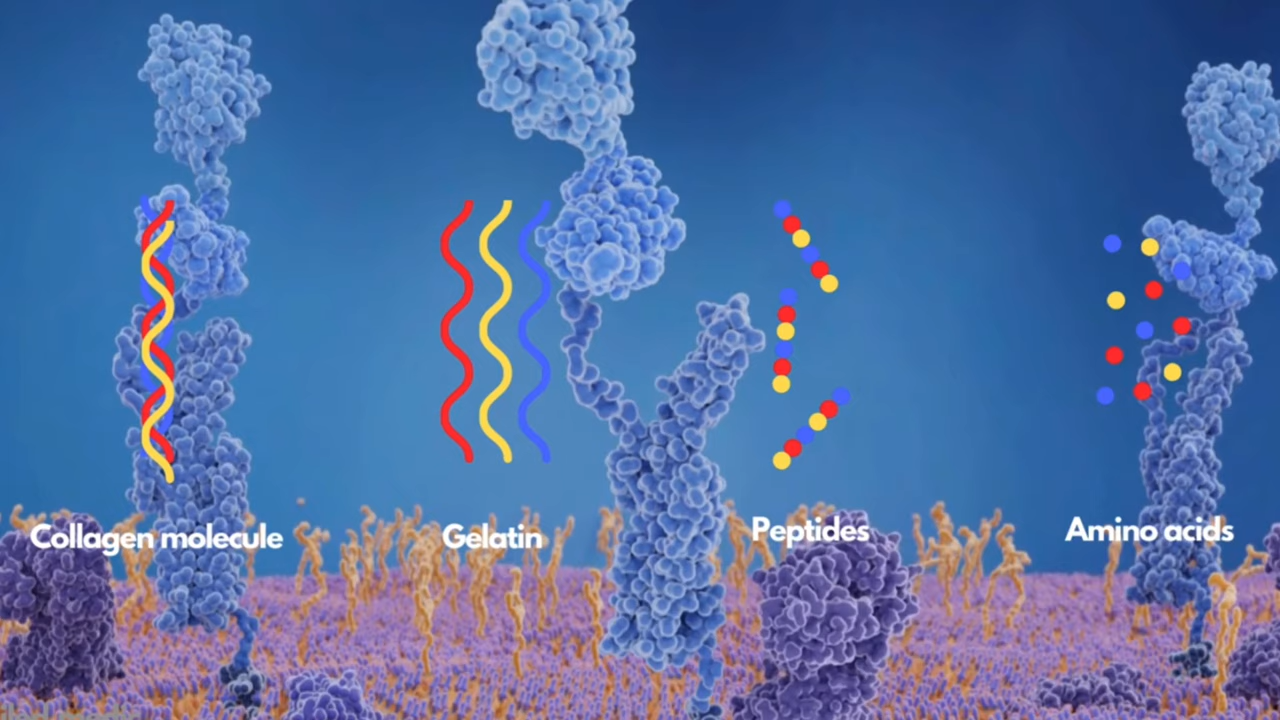 Collagen molecule
Gelatin
Peptides
Amino acids